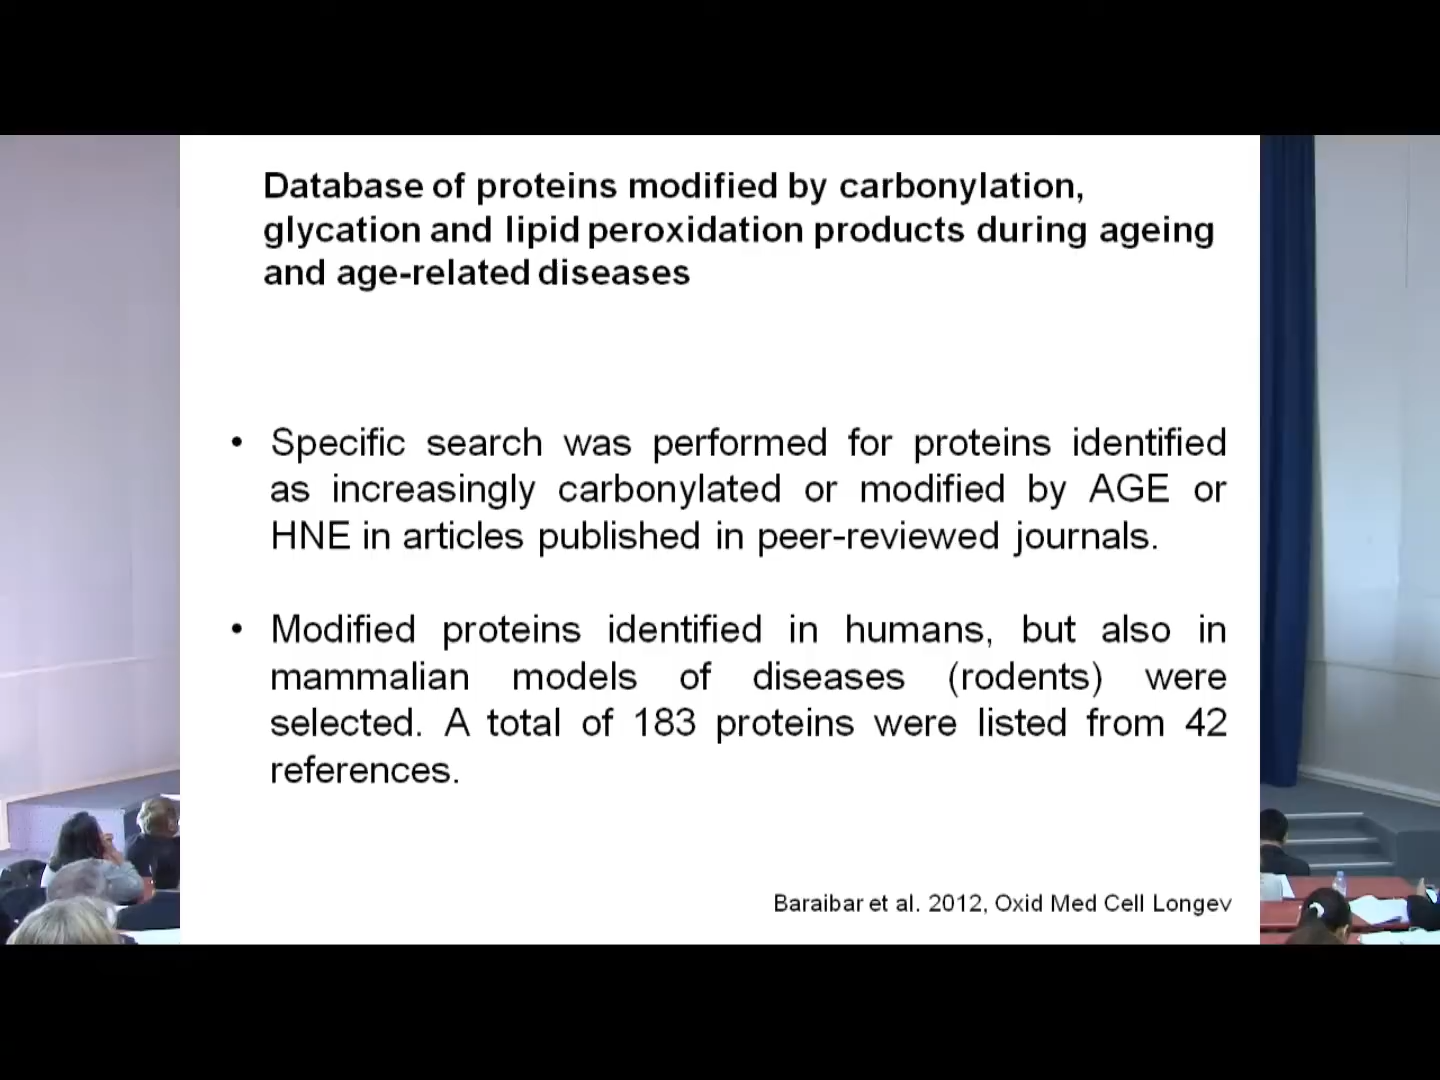 Database of proteins modified by carbonylation,
glycation and lipid peroxidation products during ageing
and age-related diseases
• Specific search was performed for proteins identified
as increasingly carbonylated or modified by AGE or
HNE in articles published in peer-reviewed journals.
• Modified proteins identified in humans, but also in
mammalian models of diseases (rodents) were
selected. A total of 183 proteins were listed from 42
references.
Baraibar et al. 2012, Oxid Med Cell Longev